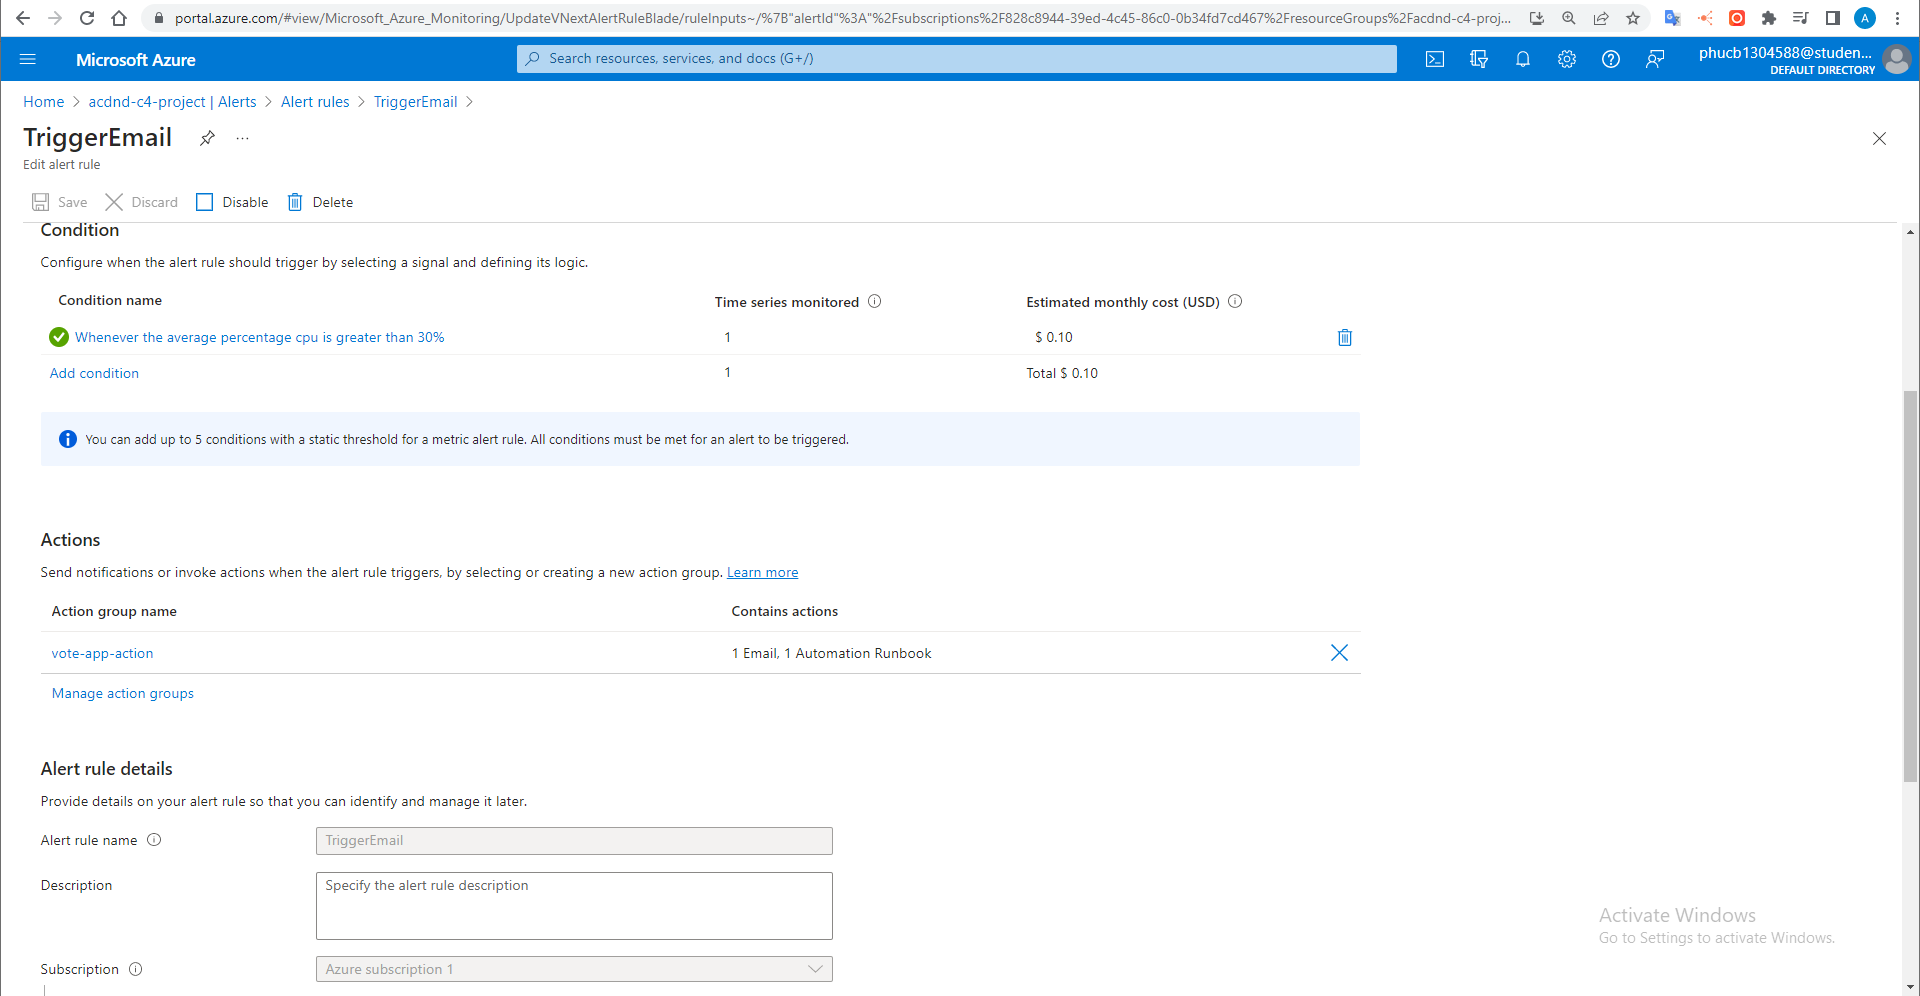 portal.azure.com/#view/Microsoft_Azure_Monitoring/UpdateVNextAlertRuleBlade/ruleInputs~/%7B"alertId"%3A"%2Fsubscriptions%2F828c8944-39ed-4c45-86c0-0b34fd7cd467%2FresourceGroups%2Facdnd-c4-proj...
A
Microsoft Azure
Search resources, services, and docs (G+/)
phucb1304588@studen...
DEFAULT DIRECTORY
Home > acdnd-c4-project | Alerts > Alert rules > TriggerEmail >
TriggerEmail
Edit alert rule
Save Discard Disable Delete
Condition
Configure when the alert rule should trigger by selecting a signal and defining its logic.
Condition name Time series monitored Estimated monthly cost (USD)
Whenever the average percentage cpu is greater than 30% 1 $ 0.10
Add condition 1 Total $ 0.10
You can add up to 5 conditions with a static threshold for a metric alert rule. All conditions must be met for an alert to be triggered.
Actions
Send notifications or invoke actions when the alert rule triggers, by selecting or creating a new action group. Learn more
Action group name Contains actions
vote-app-action 1 Email, 1 Automation Runbook
Manage action groups
Alert rule details
Provide details on your alert rule so that you can identify and manage it later.
Alert rule name TriggerEmail
Description Specify the alert rule description
Activate Windows
Go to Settings to activate Windows.
Subscription Azure subscription 1